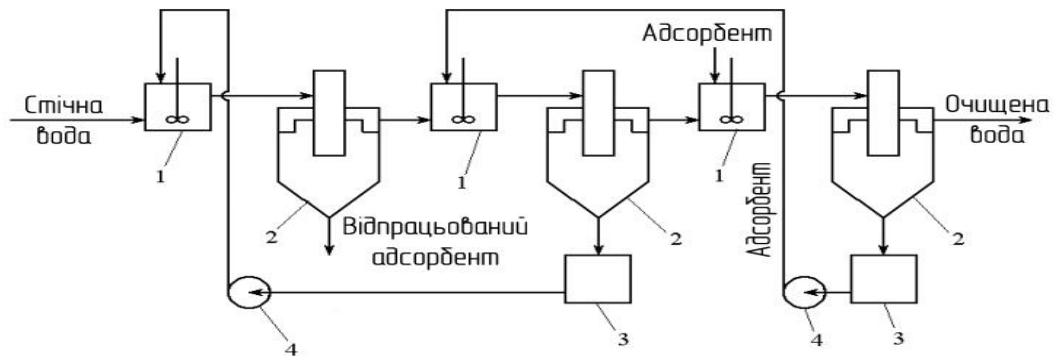 Адсорбент
Стічна
вода
Очищена
вода
1
1
1
2
Відпрацьований
адсорбент
2
Адсорбент
2
4
3
4
3